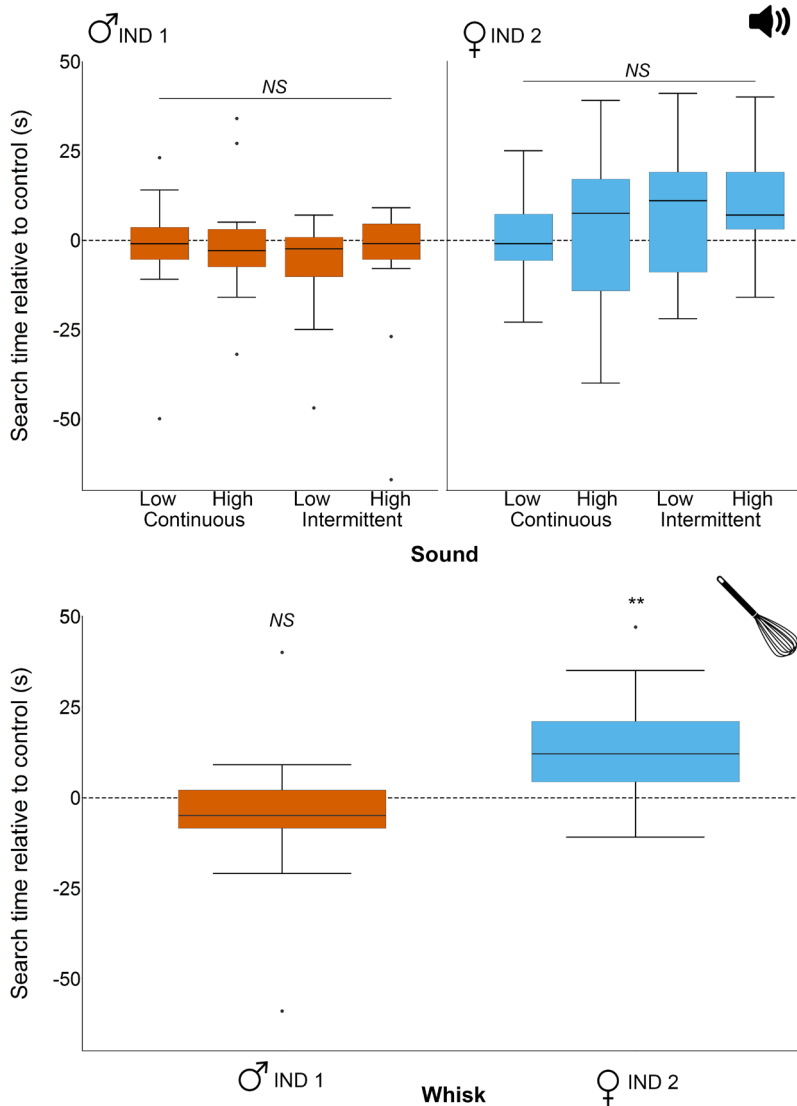 ♂ IND 1
♀ IND 2
Search time relative to control (s)
50
25
0
-25
-50
NS
NS
Low High Low High Low High Low High
Continuous Intermittent Continuous Intermittent
Sound
Search time relative to control (s)
50
25
0
-25
-50
NS
**
♂ IND 1
♀ IND 2
Whisk